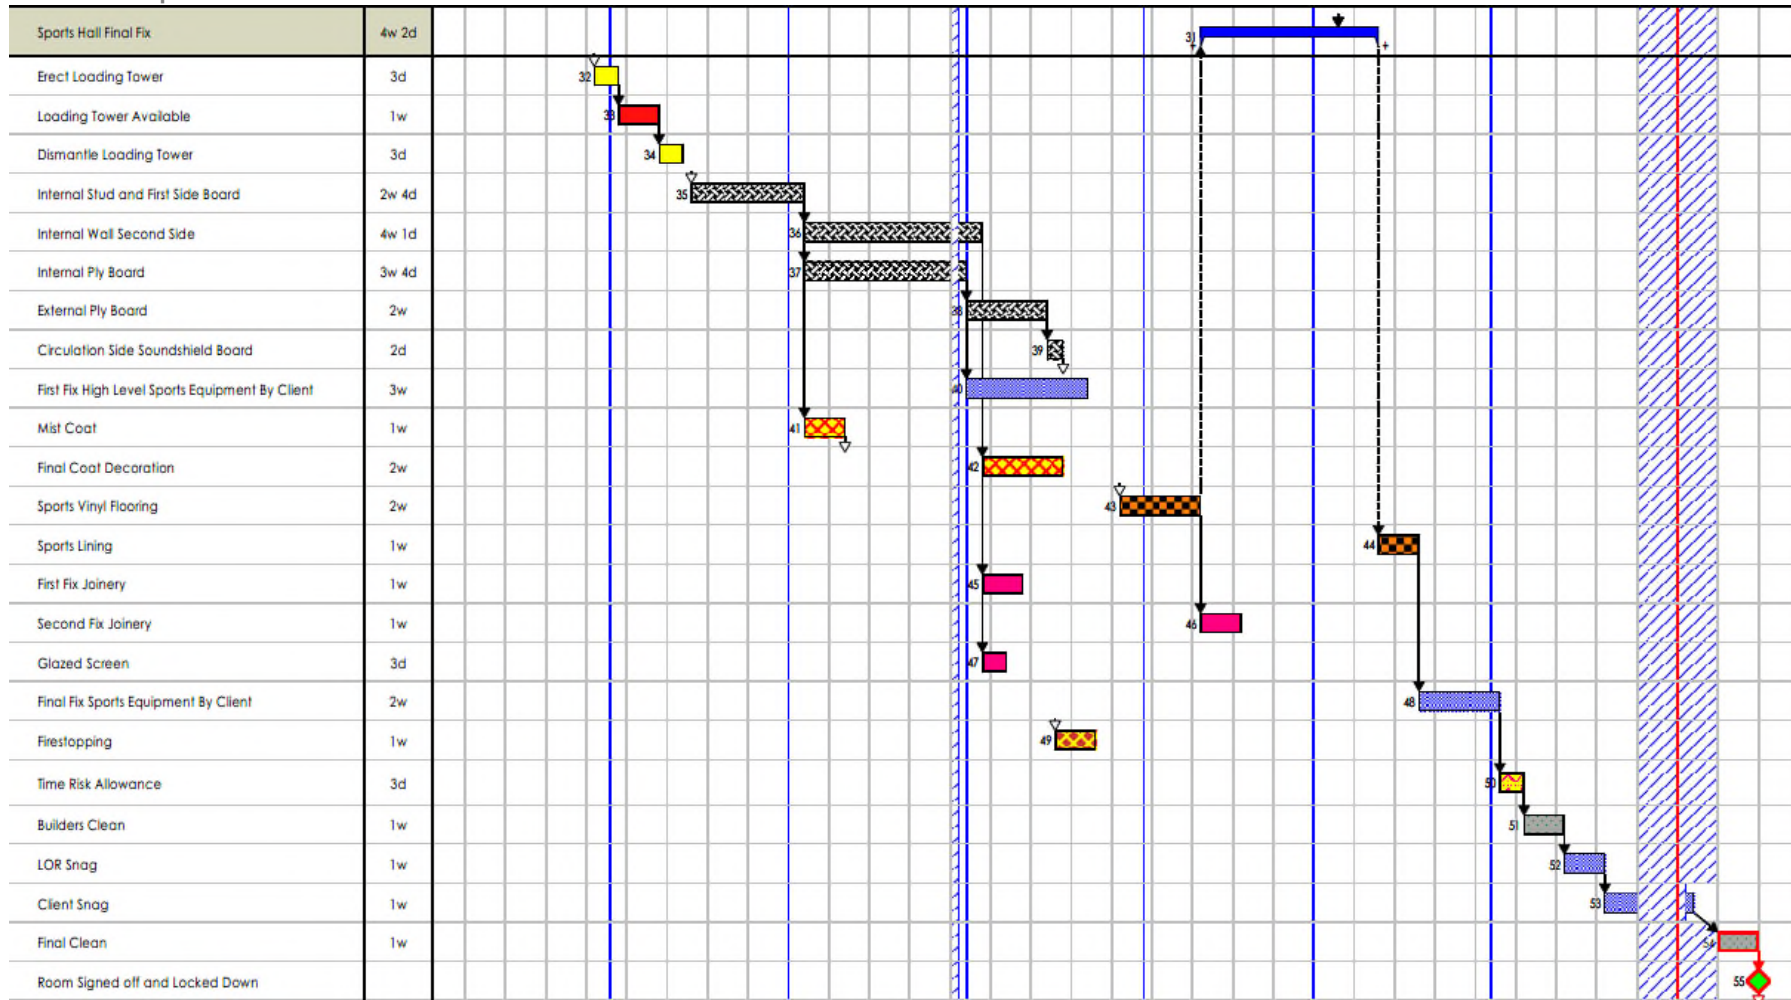 Sports Hall Final Fix 4w 2d 31
Erect Loading Tower 3d 32
Loading Tower Available 1w 33
Dismantle Loading Tower 3d 34
Internal Stud and First Side Board 2w 4d 35
Internal Wall Second Side 4w 1d 36
Internal Ply Board 3w 4d 37
External Ply Board 2w 38
Circulation Side Soundshield Board 2d 39
First Fix High Level Sports Equipment By Client 3w 40
Mist Coat 1w 41
Final Coat Decoration 2w 42
Sports Vinyl Flooring 2w 43
Sports Lining 1w 44
First Fix Joinery 1w 45
Second Fix Joinery 1w 46
Glazed Screen 3d 47
Final Fix Sports Equipment By Client 2w 48
Firestopping 1w 49
Time Risk Allowance 3d 50
Builders Clean 1w 51
LOR Snag 1w 52
Client Snag 1w 53
Final Clean 1w 54
Room Signed off and Locked Down 55